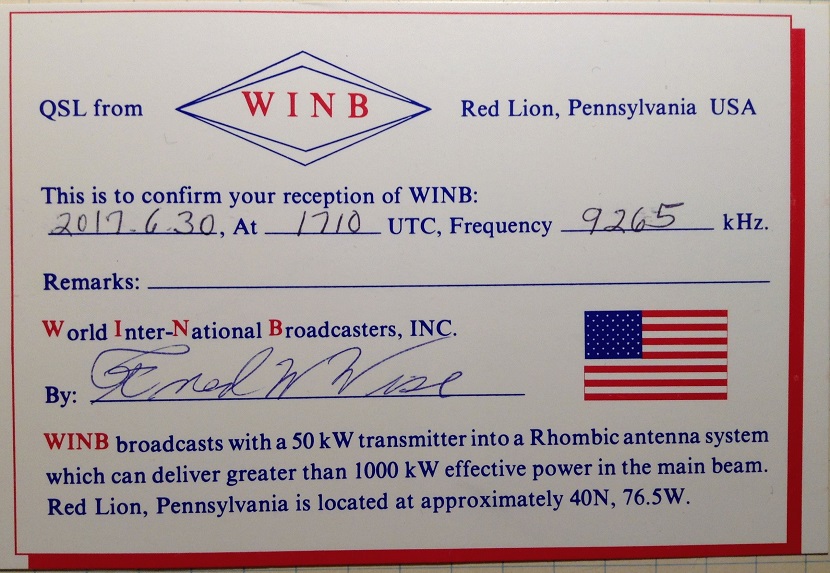 QSL from WINB Red Lion, Pennsylvania USA
This is to confirm your reception of WINB:
2017.6.30, At 1710 UTC, Frequency 9265 kHz.
Remarks:
World Inter-National Broadcasters, INC.
By: Fred W Wise
WINB broadcasts with a 50 kW transmitter into a Rhombic antenna system
which can deliver greater than 1000 kW effective power in the main beam.
Red Lion, Pennsylvania is located at approximately 40N, 76.5W.